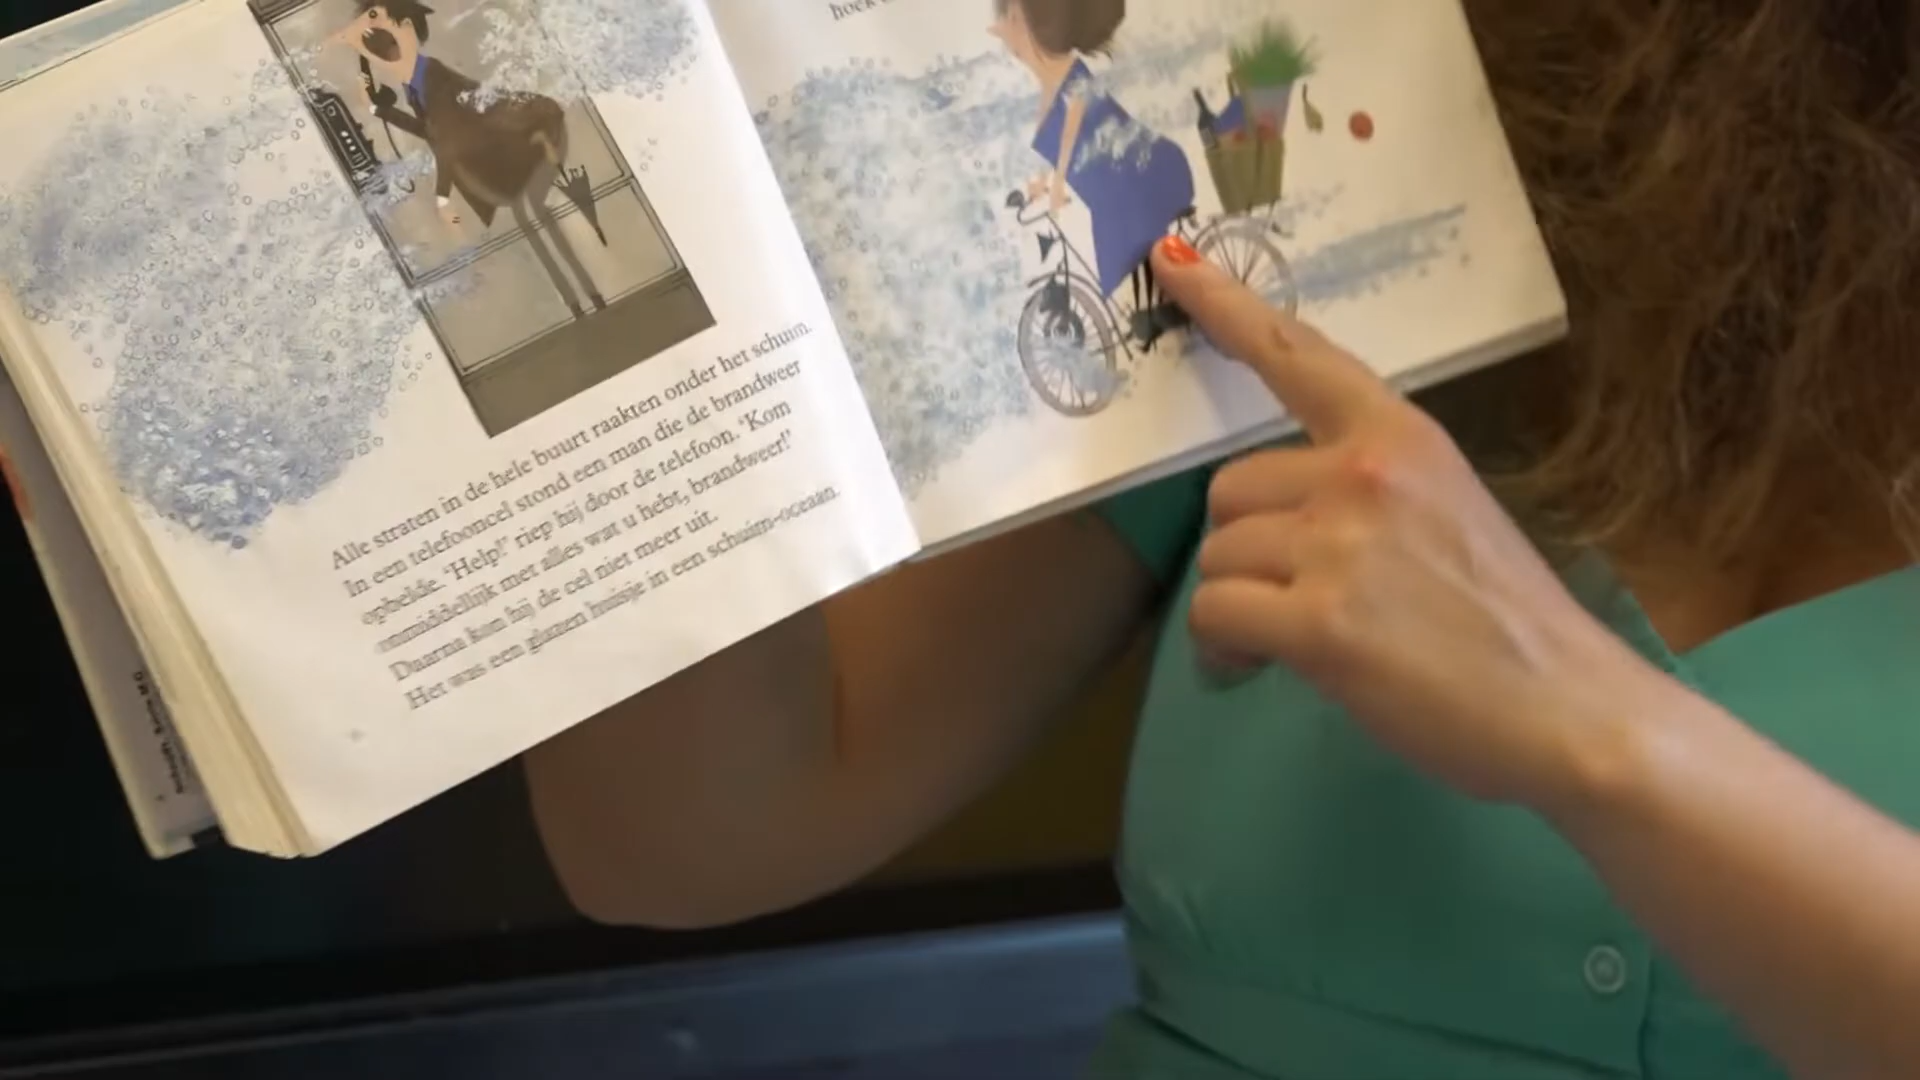 hoek
Alle straten in de hele buurt raakten onder het schuim.
In een telefooncel stond een man die de brandweer
opbelde. ‘Help!’ riep hij door de telefoon. ‘Kom
onmiddellijk met alles wat u hebt, brandweer!’
Daarna kon hij de cel niet meer uit.
Het was een glazen huisje in een schuim-oceaan.